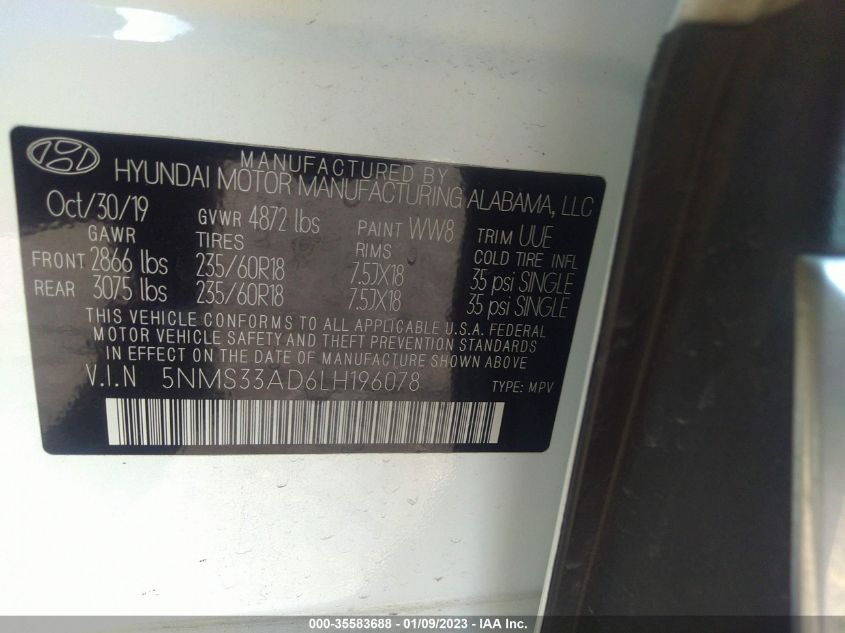 MANUFACTURED BY
HYUNDAI MOTOR MANUFACTURING ALABAMA, LLC
Oct/30/19 GVWR 4872 lbs PAINT WW8 TRIM UUE
GAWR TIRES RIMS COLD TIRE INFL
FRONT 2866 lbs 235/60R18 7.5JX18 35 psi SINGLE
REAR 3075 lbs 235/60R18 7.5JX18 35 psi SINGLE
THIS VEHICLE CONFORMS TO ALL APPLICABLE U.S.A. FEDERAL
MOTOR VEHICLE SAFETY AND THEFT PREVENTION STANDARDS
IN EFFECT ON THE DATE OF MANUFACTURE SHOWN ABOVE
V.I.N 5NMS33AD6LH196078 TYPE: MPV
000-35583688 - 01/09/2023 - IAA Inc.